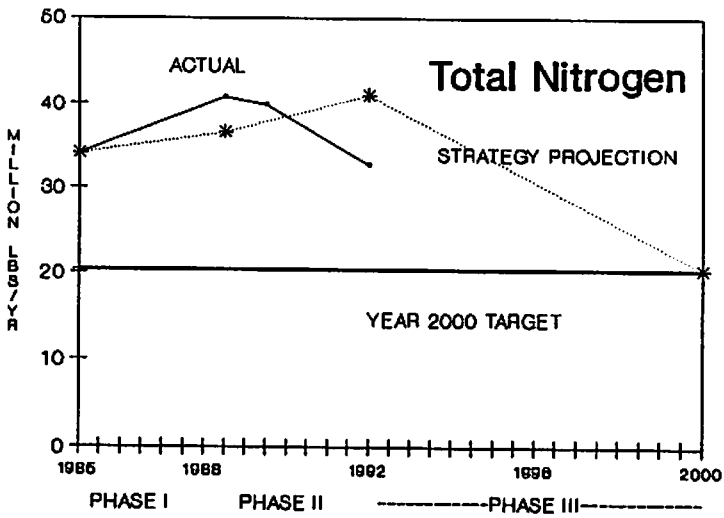 Total Nitrogen
ACTUAL
STRATEGY PROJECTION
YEAR 2000 TARGET
MILLION LBS/YR
50
40
30
20
10
0
1985 1988 1992 1996 2000
PHASE I PHASE II PHASE III